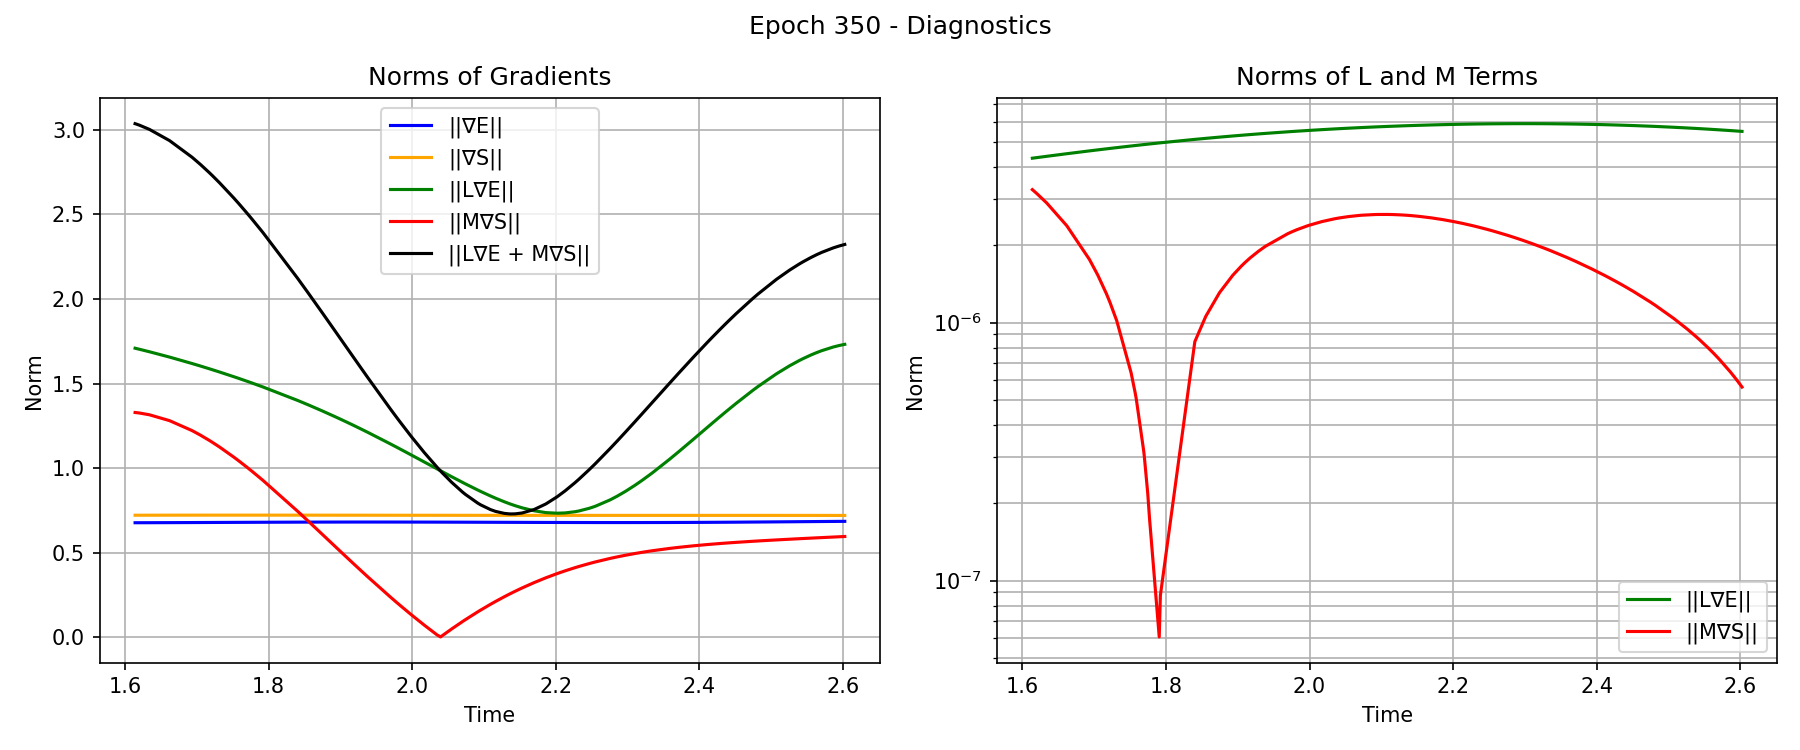 Epoch 350 - Diagnostics
Norms of Gradients
||∇E||
||∇S||
||L∇E||
||M∇S||
||L∇E + M∇S||
3.0
2.5
2.0
1.5
1.0
0.5
0.0
Norm
1.6
1.8
2.0
2.2
2.4
2.6
Time
Norms of L and M Terms
10⁻⁶
10⁻⁷
Norm
||L∇E||
||M∇S||
1.6
1.8
2.0
2.2
2.4
2.6
Time